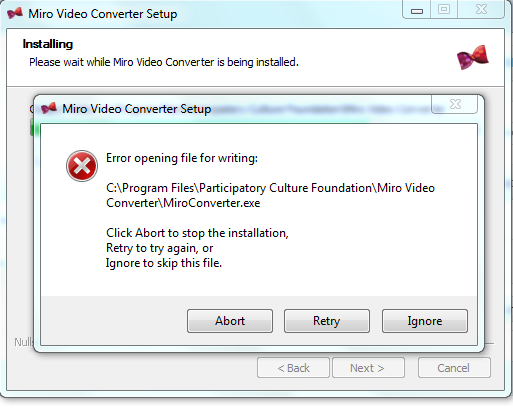 Miro Video Converter Setup
Installing
Please wait while Miro Video Converter is being installed.
Miro Video Converter Setup
Error opening file for writing:
C:\Program Files\Participatory Culture Foundation\Miro Video
Converter\MiroConverter.exe
Click Abort to stop the installation,
Retry to try again, or
Ignore to skip this file.
Abort Retry Ignore
< Back Next > Cancel